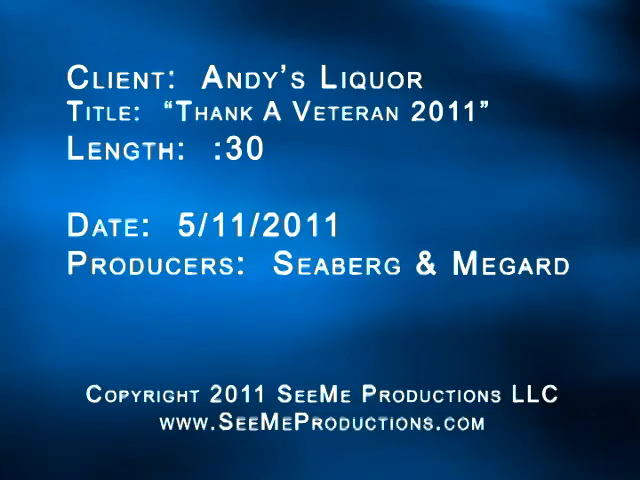 Client: Andy's Liquor
Title: "Thank A Veteran 2011"
Length: :30
Date: 5/11/2011
Producers: Seaberg & Megard
Copyright 2011 SeeMe Productions LLC
www.SeeMeProductions.com